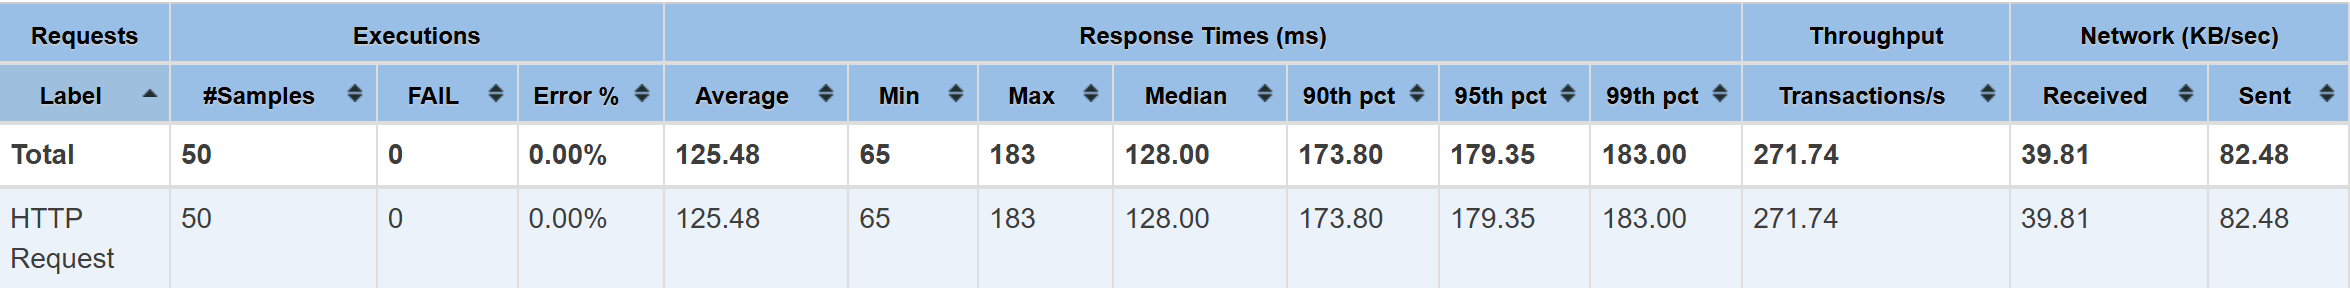 Requests Executions Response Times (ms) Throughput Network (KB/sec)
Label #Samples FAIL Error % Average Min Max Median 90th pct 95th pct 99th pct Transactions/s Received Sent
Total 50 0 0.00% 125.48 65 183 128.00 173.80 179.35 183.00 271.74 39.81 82.48
HTTP 50 0 0.00% 125.48 65 183 128.00 173.80 179.35 183.00 271.74 39.81 82.48
Request